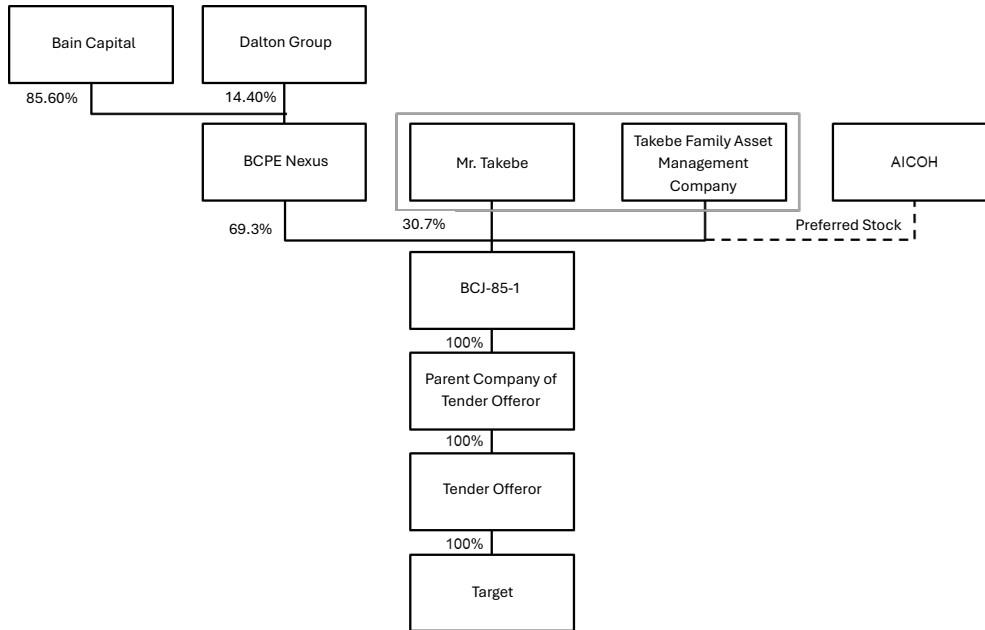 Bain Capital
Dalton Group
85.60%
14.40%
BCPE Nexus
Mr. Takebe
Takebe Family Asset
Management
Company
AICOH
69.3%
30.7%
Preferred Stock
BCJ-85-1
100%
Parent Company of
Tender Offeror
100%
Tender Offeror
100%
Target